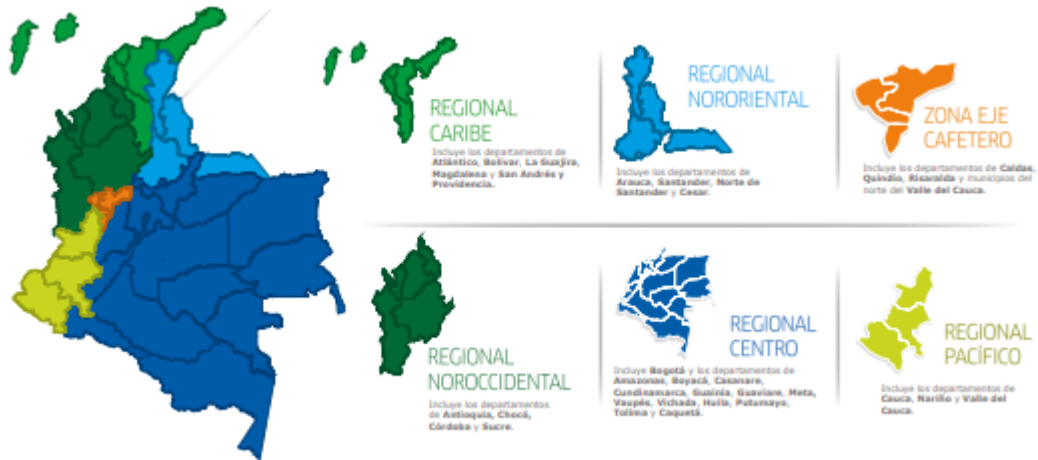 REGIONAL
CARIBE
Incluye los departamentos de
Atlántico, Bolívar, La Guajira,
Magdalena y San Andrés y
Providencia.
REGIONAL
NORORIENTAL
Incluye los departamentos de
Arauca, Santander, Norte de
Santander y Cesar.
ZONA EJE
CAFETERO
Incluye los departamentos de Caldas,
Quindío, Risaralda y municipios del
norte del Valle del Cauca.
REGIONAL
NOROCCIDENTAL
Incluye los departamentos
de Antioquia, Chocó,
Córdoba y Sucre.
REGIONAL
CENTRO
Incluye Bogotá y los departamentos de
Amazonas, Boyacá, Casanare,
Cundinamarca, Guainía, Guaviare, Meta,
Vaupés, Vichada, Huila, Putumayo,
Tolima y Caquetá.
REGIONAL
PACÍFICO
Incluye los departamentos de
Cauca, Nariño y Valle del
Cauca.